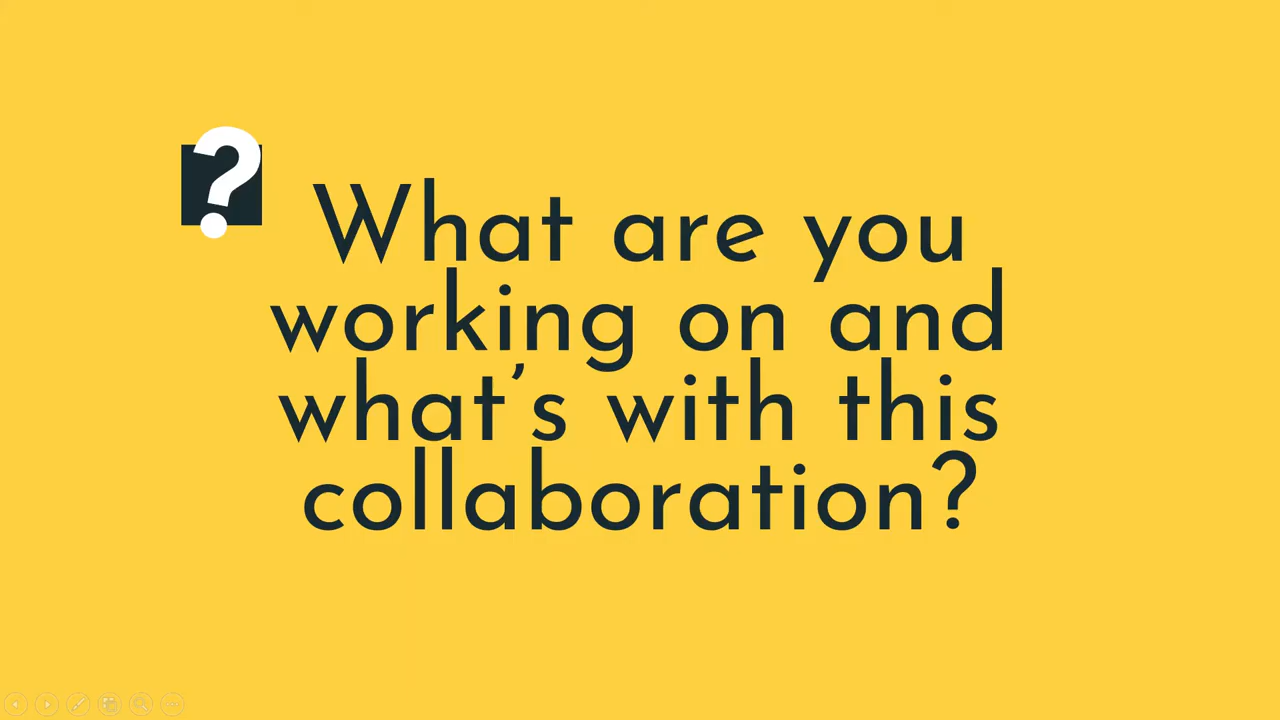 ?
What are you
working on and
what’s with this
collaboration?